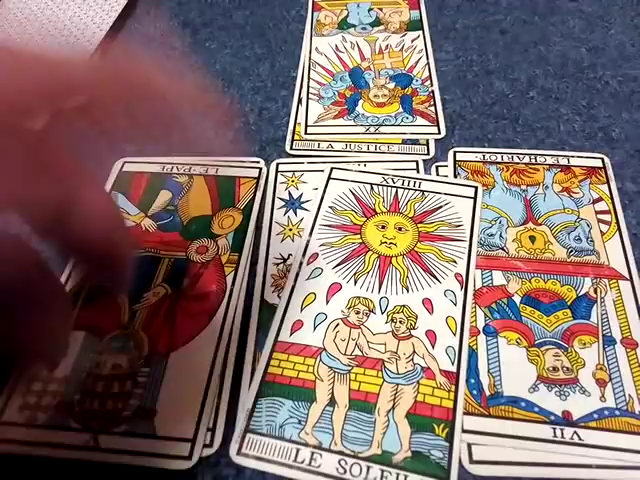 XX
LA JUSTICE
LE·PAPE
XVIIII
LE·CHARIOT·
LE SOLEIL
VII